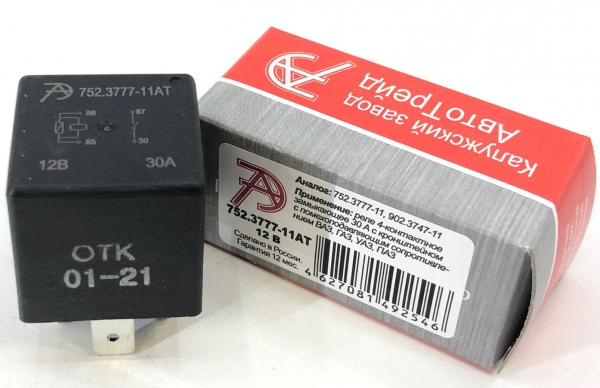 752.3777-11АТ
86
87
85
30
12В
30А
ОТК
01-21
Калужский завод
АвтоТрейд
752.3777-11АТ
12 В
Сделано в России.
Гарантия 12 мес.
Аналог: 752.3777-11, 902.3747-11
Применение: реле 4-контактное
замыкающее 30 А с кронштейном
с помехоподавляющим сопротивле-
нием ВАЗ, ГАЗ, УАЗ, ПАЗ
4 627081 492546